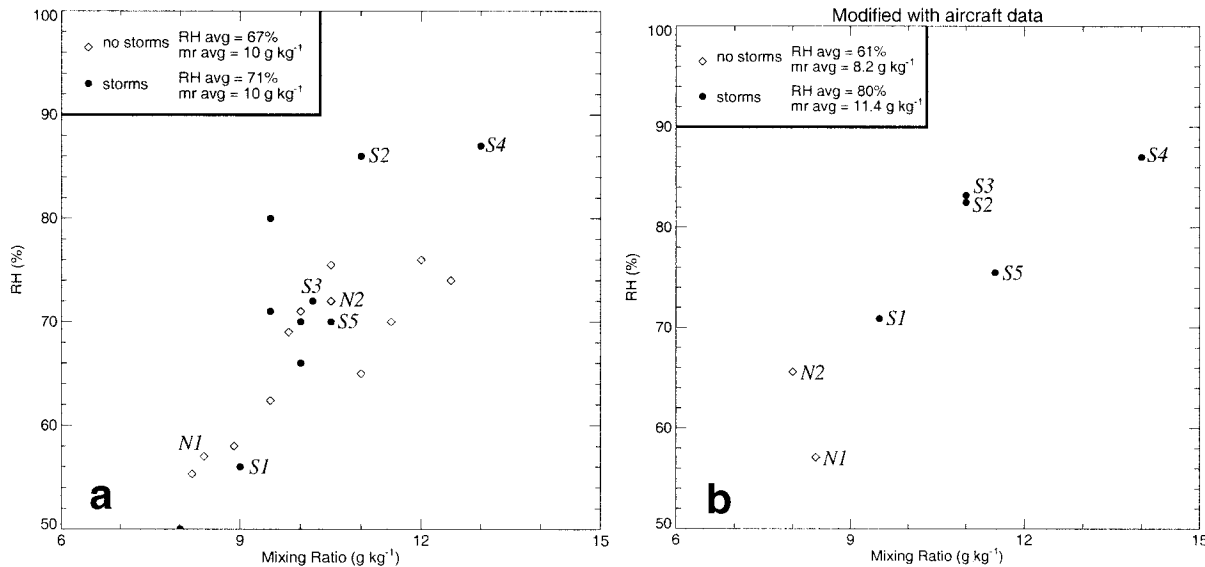 100
◇ no storms RH avg = 67%
mr avg = 10 g kg⁻¹
● storms RH avg = 71%
mr avg = 10 g kg⁻¹
90
S2
S4
80
RH (%)
S3
N2
70
S5
60
N1
S1
a
50
6 9 12 15
Mixing Ratio (g kg⁻¹)
Modified with aircraft data
100
◇ no storms RH avg = 61%
mr avg = 8.2 g kg⁻¹
● storms RH avg = 80%
mr avg = 11.4 g kg⁻¹
90
S4
S3
S2
80
RH (%)
S5
S1
70
N2
60
N1
b
50
6 9 12 15
Mixing Ratio (g kg⁻¹)